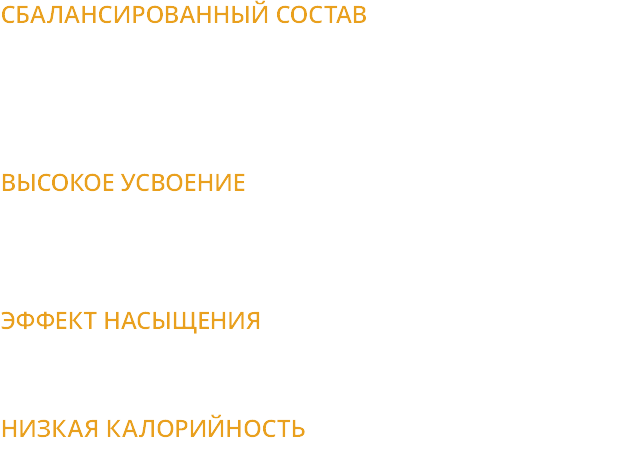 СБАЛАНСИРОВАННЫЙ СОСТАВ
ВЫСОКОЕ УСВОЕНИЕ
ЭФФЕКТ НАСЫЩЕНИЯ
НИЗКАЯ КАЛОРИЙНОСТЬ